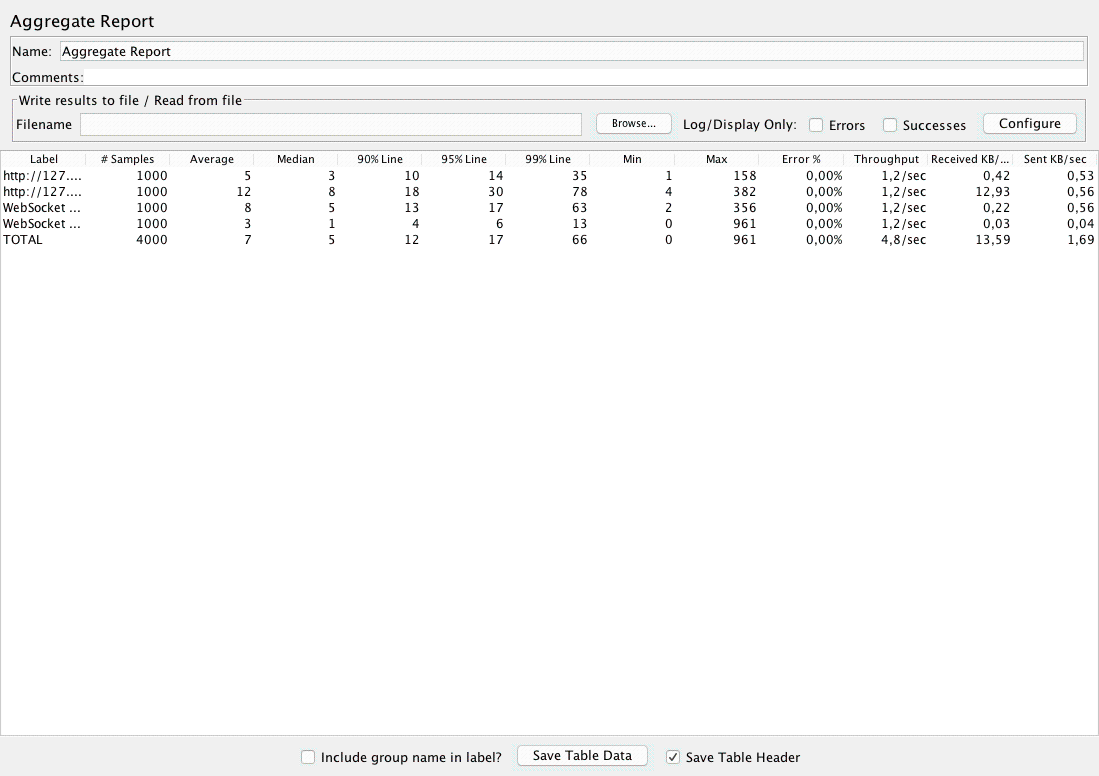 Aggregate Report
Name: Aggregate Report
Comments:
Write results to file / Read from file
Filename Browse... Log/Display Only: Errors Successes Configure
Label # Samples Average Median 90% Line 95% Line 99% Line Min Max Error % Throughput Received KB/... Sent KB/sec
http://127.... 1000 5 3 10 14 35 1 158 0,00% 1,2/sec 0,42 0,53
http://127.... 1000 12 8 18 30 78 4 382 0,00% 1,2/sec 12,93 0,56
WebSocket ... 1000 8 5 13 17 63 2 356 0,00% 1,2/sec 0,22 0,56
WebSocket ... 1000 3 1 4 6 13 0 961 0,00% 1,2/sec 0,03 0,04
TOTAL 4000 7 5 12 17 66 0 961 0,00% 4,8/sec 13,59 1,69
Include group name in label? Save Table Data Save Table Header